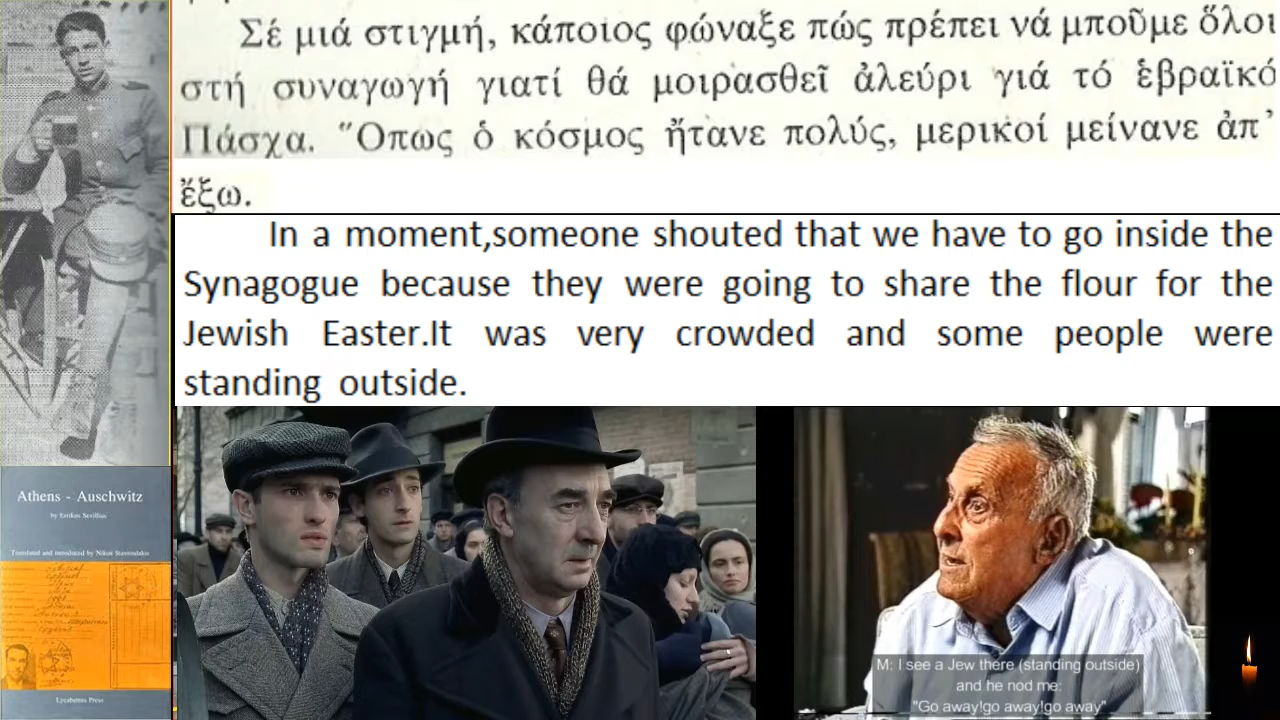 Σέ μιά στιγμή, κάποιος φώναξε πώς πρέπει νά μποῦμε ὅλοι
στή συναγωγή γιατί θά μοιρασθεῖ ἀλεύρι γιά τό ἑβραϊκό
Πάσχα. Ὅπως ὁ κόσμος ἤτανε πολύς, μερικοί μείνανε ἀπ’
ἔξω.
In a moment,someone shouted that we have to go inside the
Synagogue because they were going to share the flour for the
Jewish Easter.It was very crowded and some people were
standing outside.
Athens - Auschwitz
by Errikos Sevillias
Translated and introduced by Nikos Stavroulakis
Lycabettus Press
M: I see a Jew there (standing outside)
and he nod me:
"Go away!go away!go away"